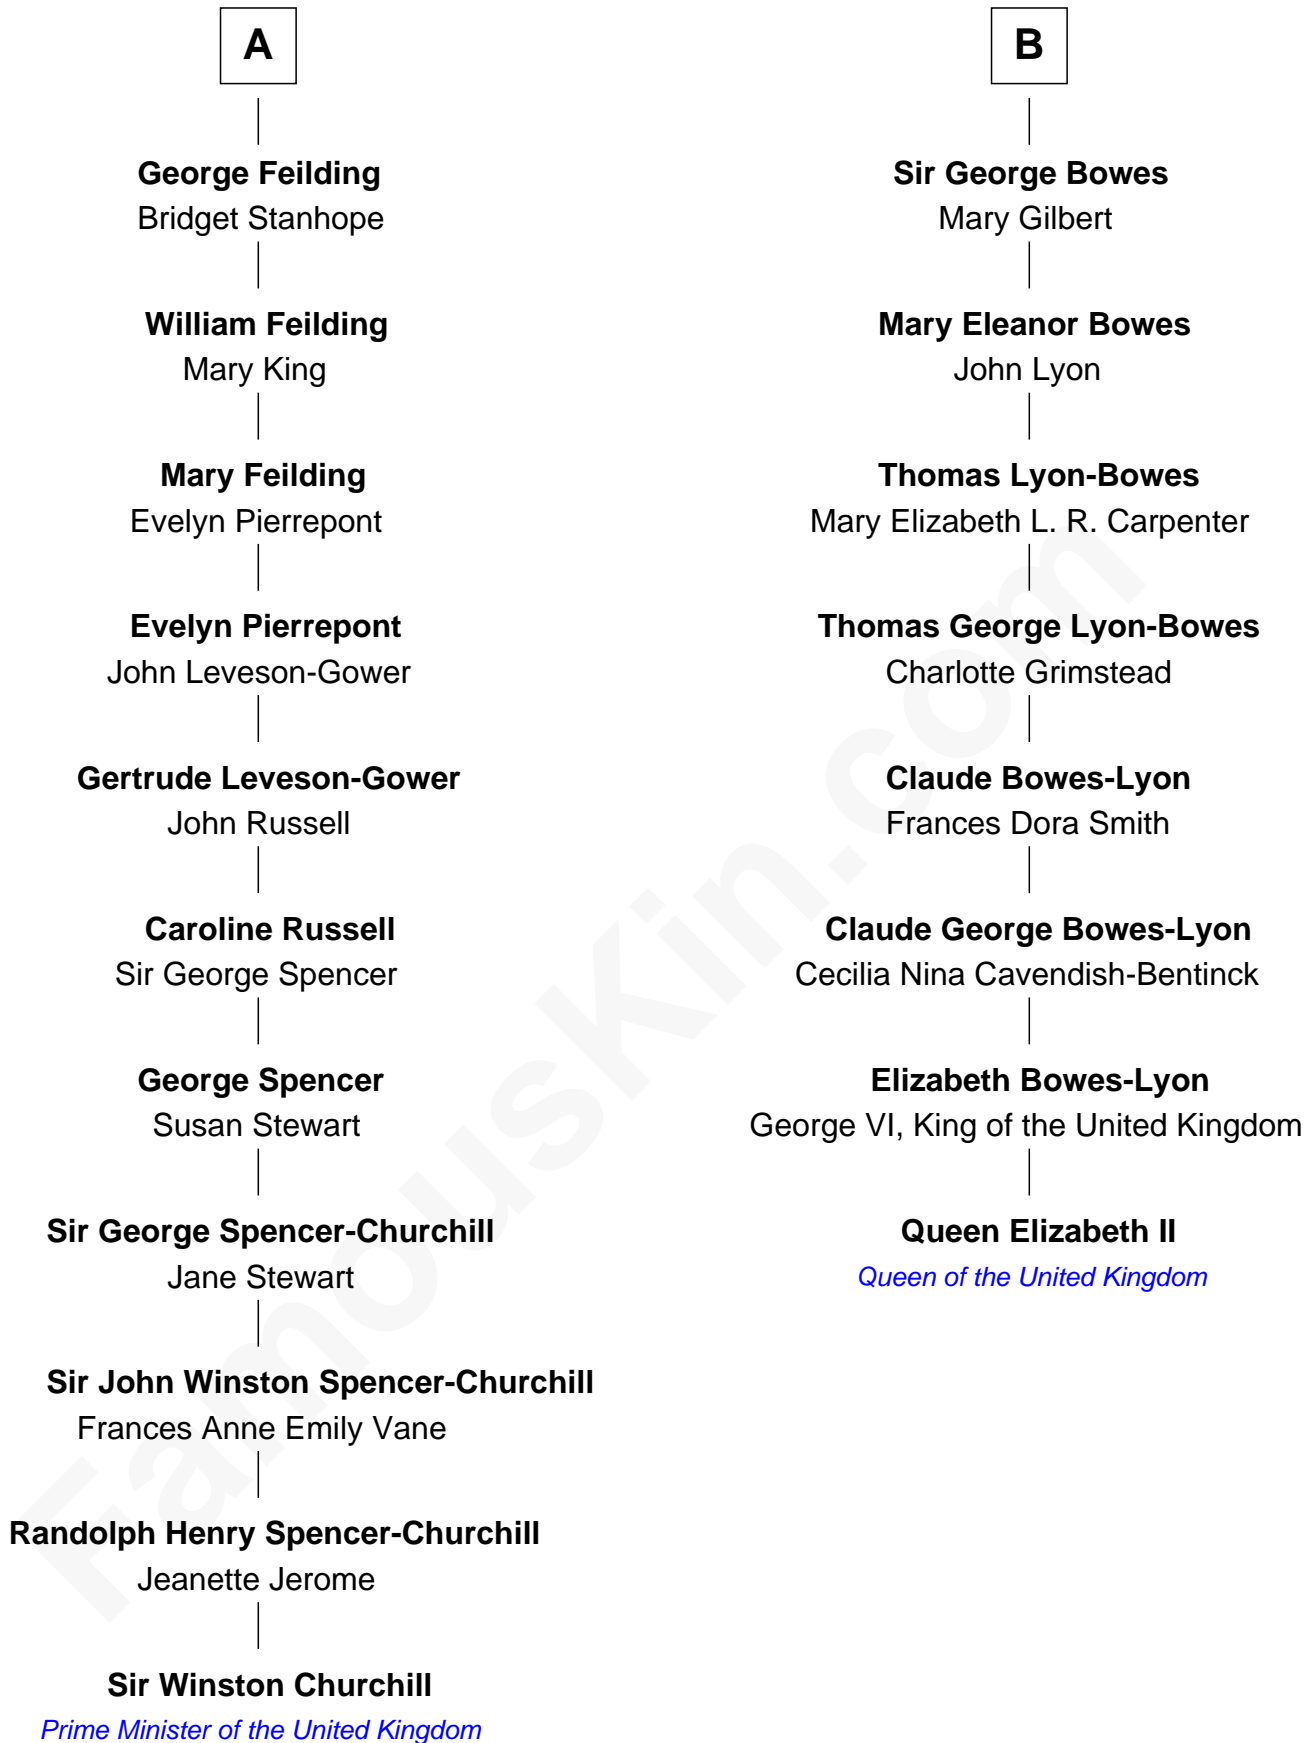 A
George Feilding
Bridget Stanhope
William Feilding
Mary King
Mary Feilding
Evelyn Pierrepont
Evelyn Pierrepont
John Leveson-Gower
Gertrude Leveson-Gower
John Russell
Caroline Russell
Sir George Spencer
George Spencer
Susan Stewart
Sir George Spencer-Churchill
Jane Stewart
Sir John Winston Spencer-Churchill
Frances Anne Emily Vane
Randolph Henry Spencer-Churchill
Jeanette Jerome
Sir Winston Churchill
Prime Minister of the United Kingdom
B
Sir George Bowes
Mary Gilbert
Mary Eleanor Bowes
John Lyon
Thomas Lyon-Bowes
Mary Elizabeth L. R. Carpenter
Thomas George Lyon-Bowes
Charlotte Grimstead
Claude Bowes-Lyon
Frances Dora Smith
Claude George Bowes-Lyon
Cecilia Nina Cavendish-Bentinck
Elizabeth Bowes-Lyon
George VI, King of the United Kingdom
Queen Elizabeth II
Queen of the United Kingdom
FamousKin.com